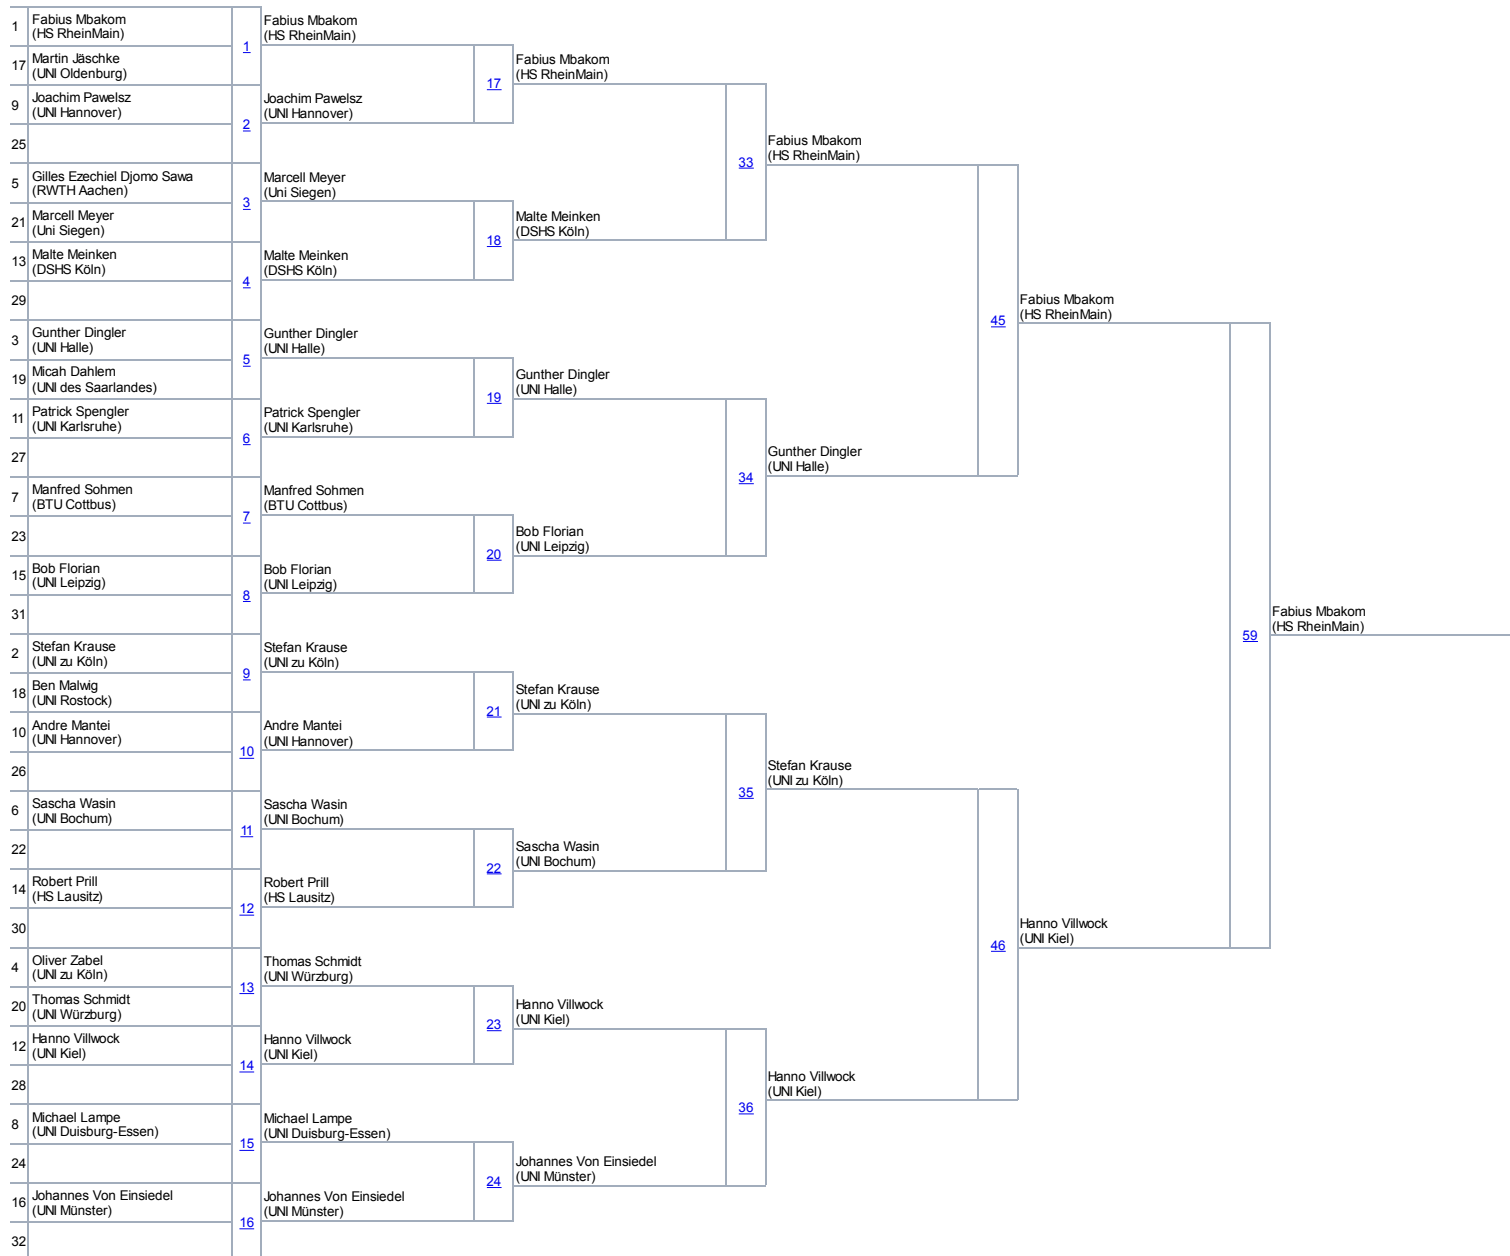 1
Fabius Mbakom
(HS RheinMain)
17
Martin Jäschke
(UNI Oldenburg)
9
Joachim Pawelsz
(UNI Hannover)
25
5
Gilles Ezechiel Djomo Sawa
(RWTH Aachen)
21
Marcell Meyer
(Uni Siegen)
13
Malte Meinken
(DSHS Köln)
29
3
Gunther Dingler
(UNI Halle)
19
Micah Dahlem
(UNI des Saarlandes)
11
Patrick Spengler
(UNI Karlsruhe)
27
7
Manfred Sohmen
(BTU Cottbus)
23
15
Bob Florian
(UNI Leipzig)
31
2
Stefan Krause
(UNI zu Köln)
18
Ben Malwig
(UNI Rostock)
10
Andre Mantei
(UNI Hannover)
26
6
Sascha Wasin
(UNI Bochum)
22
14
Robert Prill
(HS Lausitz)
30
4
Oliver Zabel
(UNI zu Köln)
20
Thomas Schmidt
(UNI Würzburg)
12
Hanno Villwock
(UNI Kiel)
28
8
Michael Lampe
(UNI Duisburg-Essen)
24
16
Johannes Von Einsiedel
(UNI Münster)
32
1
2
3
4
5
6
7
8
9
10
11
12
13
14
15
16
Fabius Mbakom
(HS RheinMain)
Joachim Pawelsz
(UNI Hannover)
Marcell Meyer
(Uni Siegen)
Malte Meinken
(DSHS Köln)
Gunther Dingler
(UNI Halle)
Patrick Spengler
(UNI Karlsruhe)
Manfred Sohmen
(BTU Cottbus)
Bob Florian
(UNI Leipzig)
Stefan Krause
(UNI zu Köln)
Andre Mantei
(UNI Hannover)
Sascha Wasin
(UNI Bochum)
Robert Prill
(HS Lausitz)
Thomas Schmidt
(UNI Würzburg)
Hanno Villwock
(UNI Kiel)
Michael Lampe
(UNI Duisburg-Essen)
Johannes Von Einsiedel
(UNI Münster)
17
18
19
20
21
22
23
24
Fabius Mbakom
(HS RheinMain)
Malte Meinken
(DSHS Köln)
Gunther Dingler
(UNI Halle)
Bob Florian
(UNI Leipzig)
Stefan Krause
(UNI zu Köln)
Sascha Wasin
(UNI Bochum)
Hanno Villwock
(UNI Kiel)
Johannes Von Einsiedel
(UNI Münster)
33
34
35
36
Fabius Mbakom
(HS RheinMain)
Gunther Dingler
(UNI Halle)
Stefan Krause
(UNI zu Köln)
Hanno Villwock
(UNI Kiel)
45
46
Fabius Mbakom
(HS RheinMain)
Hanno Villwock
(UNI Kiel)
59
Fabius Mbakom
(HS RheinMain)